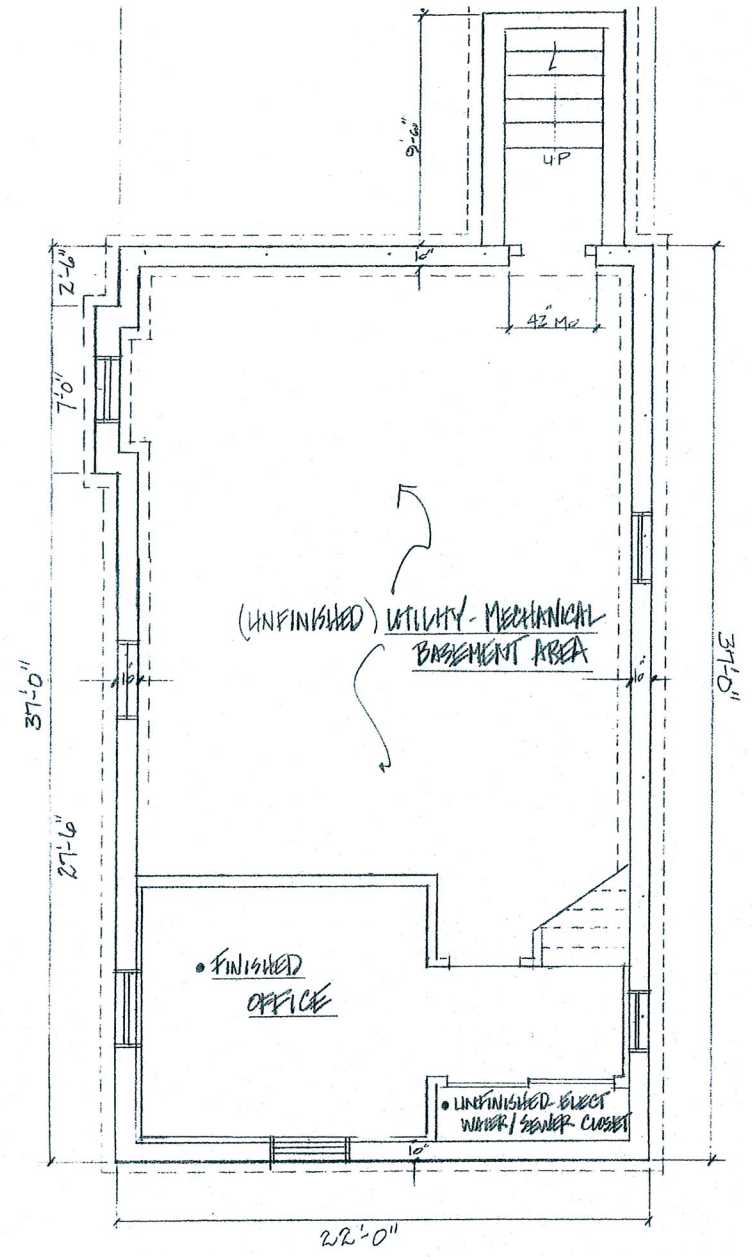 9'-6"
UP
10"
2'-6"
42" MO
7'-0"
(UNFINISHED) UTILITY - MECHANICAL
BASEMENT AREA
37'-0"
10"
10"
37'-0"
27'-6"
• FINISHED
OFFICE
• UNFINISHED-ELECT
WATER/SEWER CLOSET
10"
22'-0"